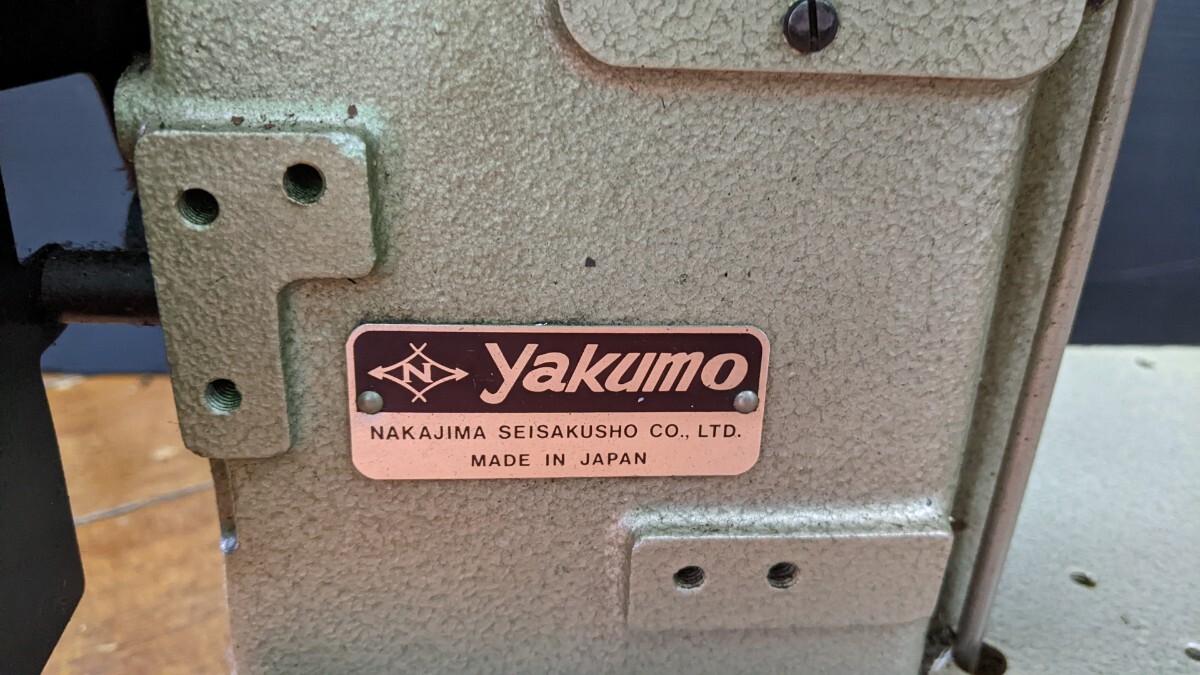 N yakumo
NAKAJIMA SEISAKUSHO CO., LTD.
MADE IN JAPAN